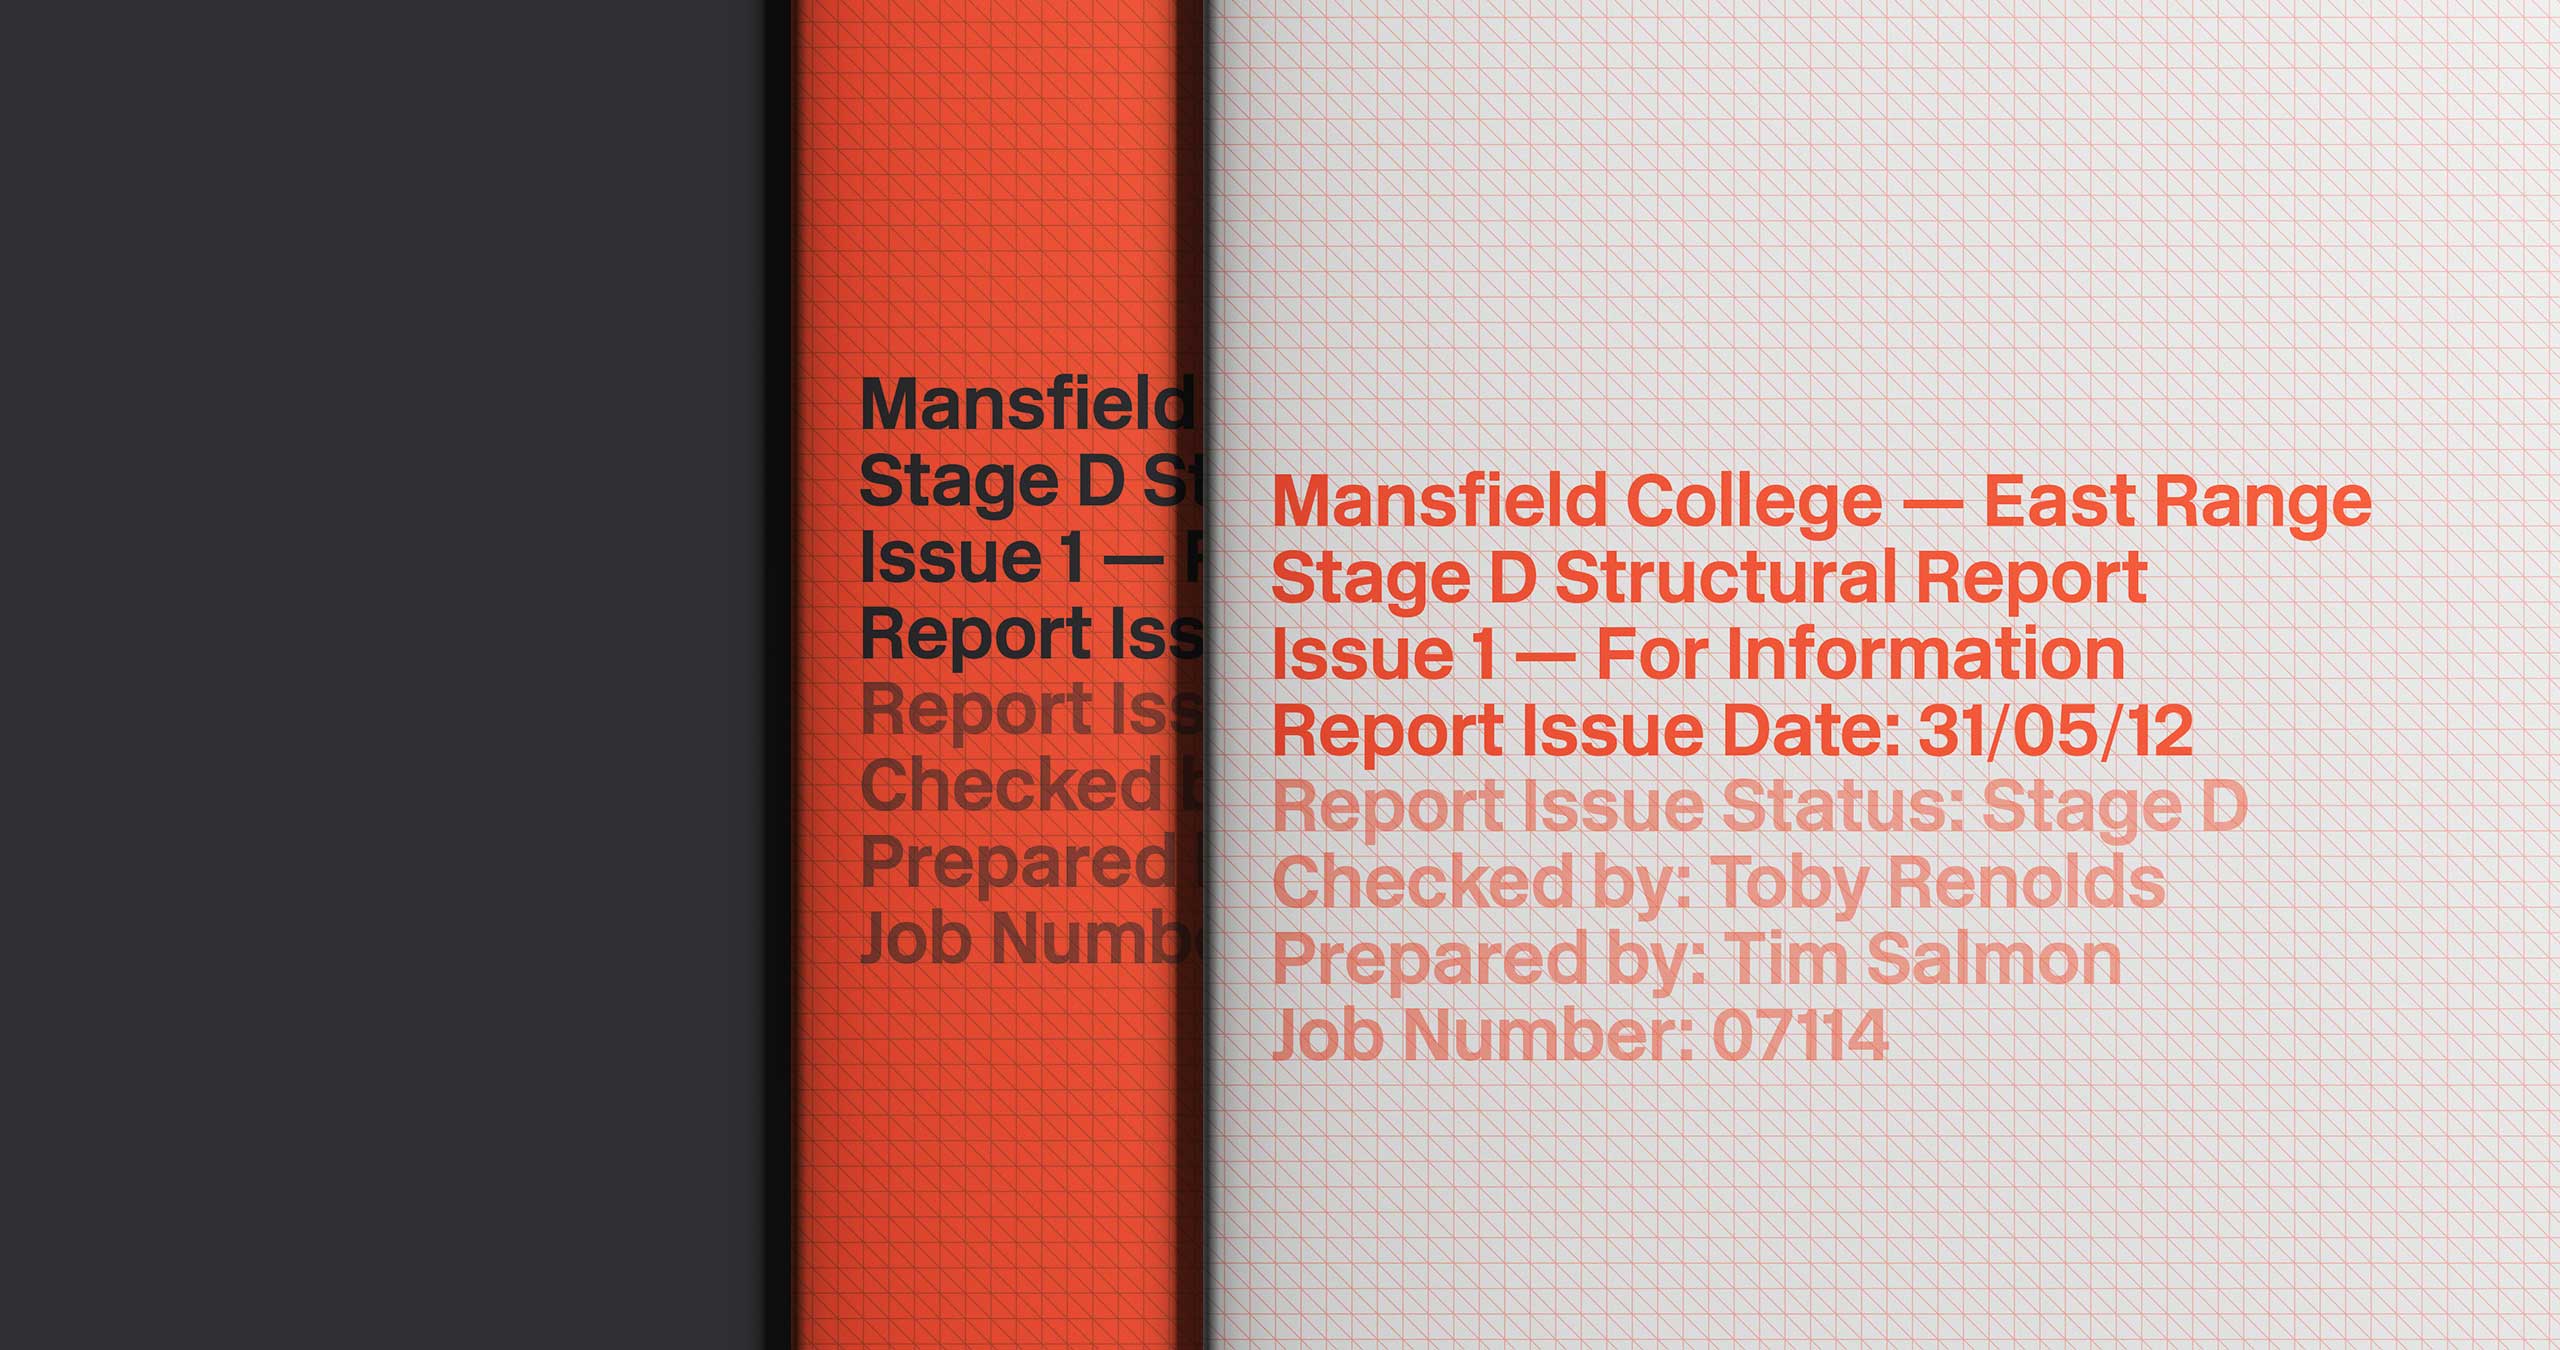 Mansfield
Stage D St
Issue 1 —
Report Iss
Report Iss
Checked
Prepared
Job Numbe
Mansfield College — East Range
Stage D Structural Report
Issue 1 — For Information
Report Issue Date: 31/05/12
Report Issue Status: Stage D
Checked by: Toby Renolds
Prepared by: Tim Salmon
Job Number: 07114